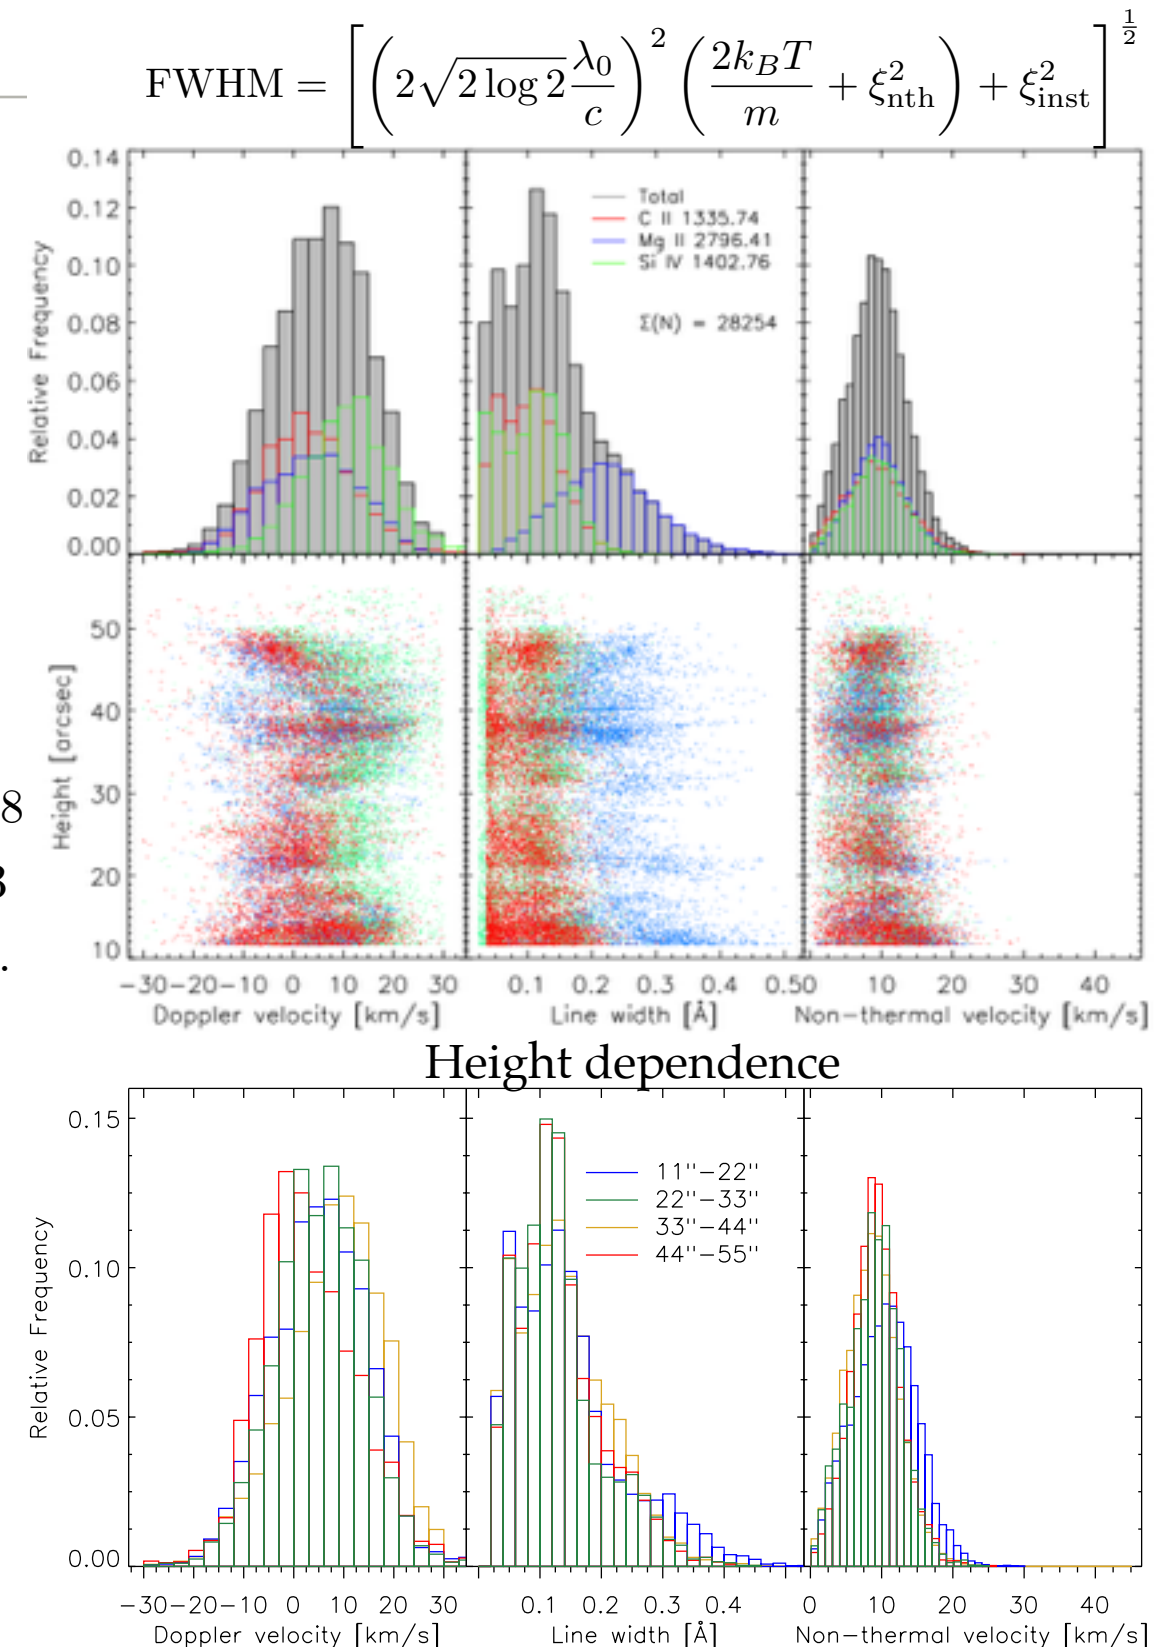 FWHM = [ ( 2√(2 log 2) λ₀/c )² ( 2k_BT/m + ξ²_nth ) + ξ²_inst ]^(1/2)
0.14
0.12
0.10
0.08
0.06
0.04
0.02
0.00
Relative Frequency
Total
C II 1335.74
Mg II 2796.41
Si IV 1402.76
Σ(N) = 28254
50
40
30
20
10
Height [arcsec]
8
3
.
-30 -20 -10 0 10 20 30
0.1 0.2 0.3 0.4 0.50
10 20 30 40
Doppler velocity [km/s]
Line width [Å]
Non-thermal velocity [km/s]
Height dependence
0.15
0.10
0.05
0.00
Relative Frequency
11"-22"
22"-33"
33"-44"
44"-55"
-30 -20 -10 0 10 20 30
0.1 0.2 0.3 0.4
0 10 20 30 40
Doppler velocity [km/s]
Line width [Å]
Non-thermal velocity [km/s]